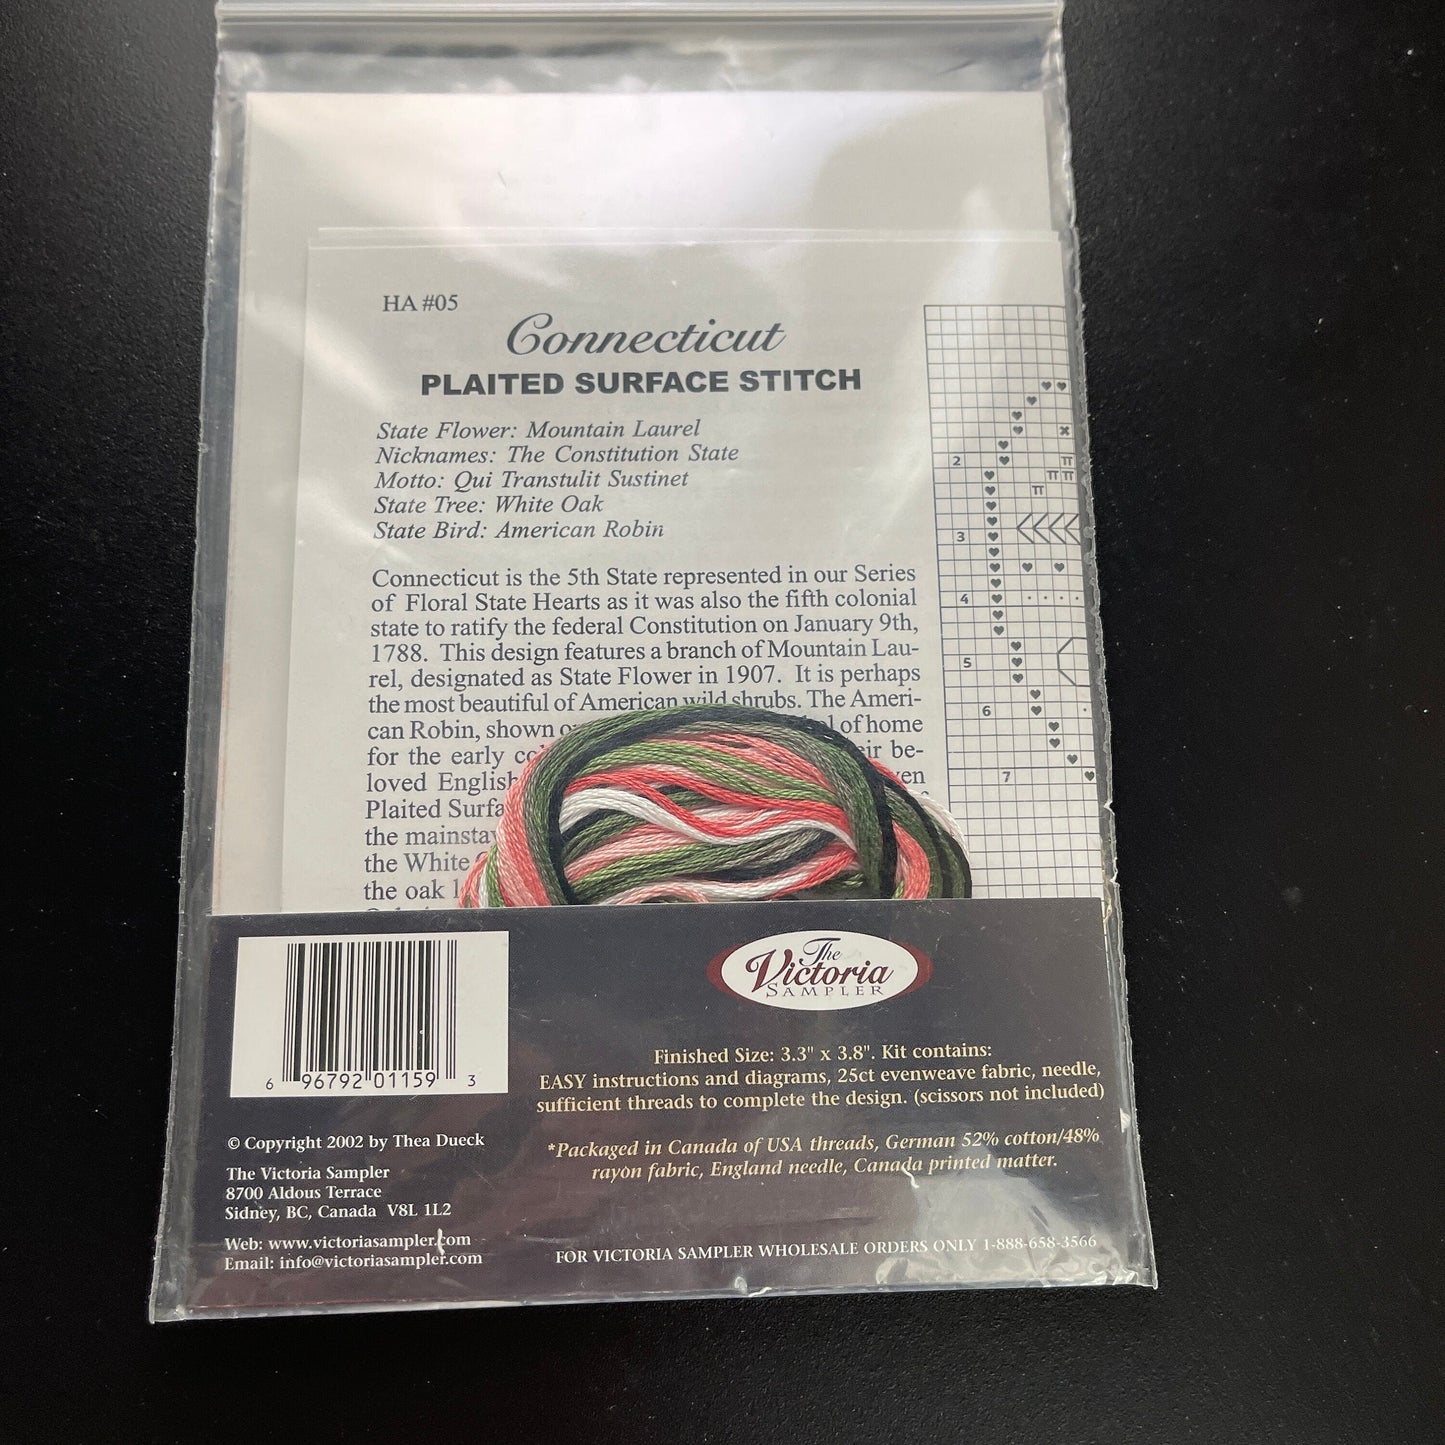 HA #05
Connecticut
PLAITED SURFACE STITCH
State Flower: Mountain Laurel
Nicknames: The Constitution State
Motto: Qui Transtulit Sustinet
State Tree: White Oak
State Bird: American Robin
Connecticut is the 5th State represented in our Series
of Floral State Hearts as it was also the fifth colonial
state to ratify the federal Constitution on January 9th,
1788. This design features a branch of Mountain Lau-
rel, designated as State Flower in 1907. It is perhaps
the most beautiful of American wild shrubs. The Ameri-
can Robin, shown of home
for the early be-
loved English
Plaited
the
the White
the oak
2
3
4
5
6
7
The
Victoria
SAMPLER
6 96792 01159 3
Finished Size: 3.3" x 3.8". Kit contains:
EASY instructions and diagrams, 25ct evenweave fabric, needle,
sufficient threads to complete the design. (scissors not included)
*Packaged in Canada of USA threads, German 52% cotton/48%
rayon fabric, England needle, Canada printed matter.
© Copyright 2002 by Thea Dueck
The Victoria Sampler
8700 Aldous Terrace
Sidney, BC, Canada V8L 1L2
Web: www.victoriasampler.com
Email: info@victoriasampler.com
FOR VICTORIA SAMPLER WHOLESALE ORDERS ONLY 1-888-658-3566